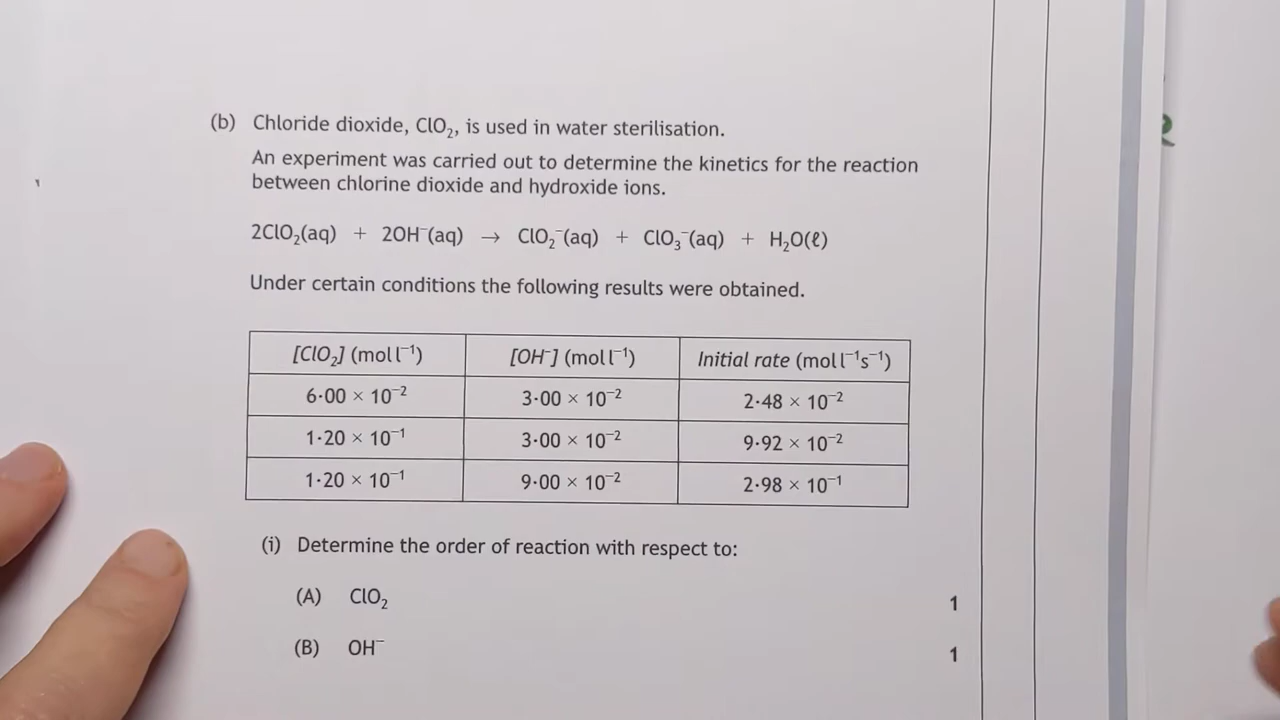 (b) Chloride dioxide, ClO₂, is used in water sterilisation.
An experiment was carried out to determine the kinetics for the reaction
between chlorine dioxide and hydroxide ions.
2ClO₂(aq) + 2OH⁻(aq) → ClO₂⁻(aq) + ClO₃⁻(aq) + H₂O(ℓ)
Under certain conditions the following results were obtained.
[ClO₂] (mol l⁻¹) [OH⁻] (mol l⁻¹) Initial rate (mol l⁻¹s⁻¹)
6·00 × 10⁻² 3·00 × 10⁻² 2·48 × 10⁻²
1·20 × 10⁻¹ 3·00 × 10⁻² 9·92 × 10⁻²
1·20 × 10⁻¹ 9·00 × 10⁻² 2·98 × 10⁻¹
(i) Determine the order of reaction with respect to:
(A) ClO₂ 1
(B) OH⁻ 1